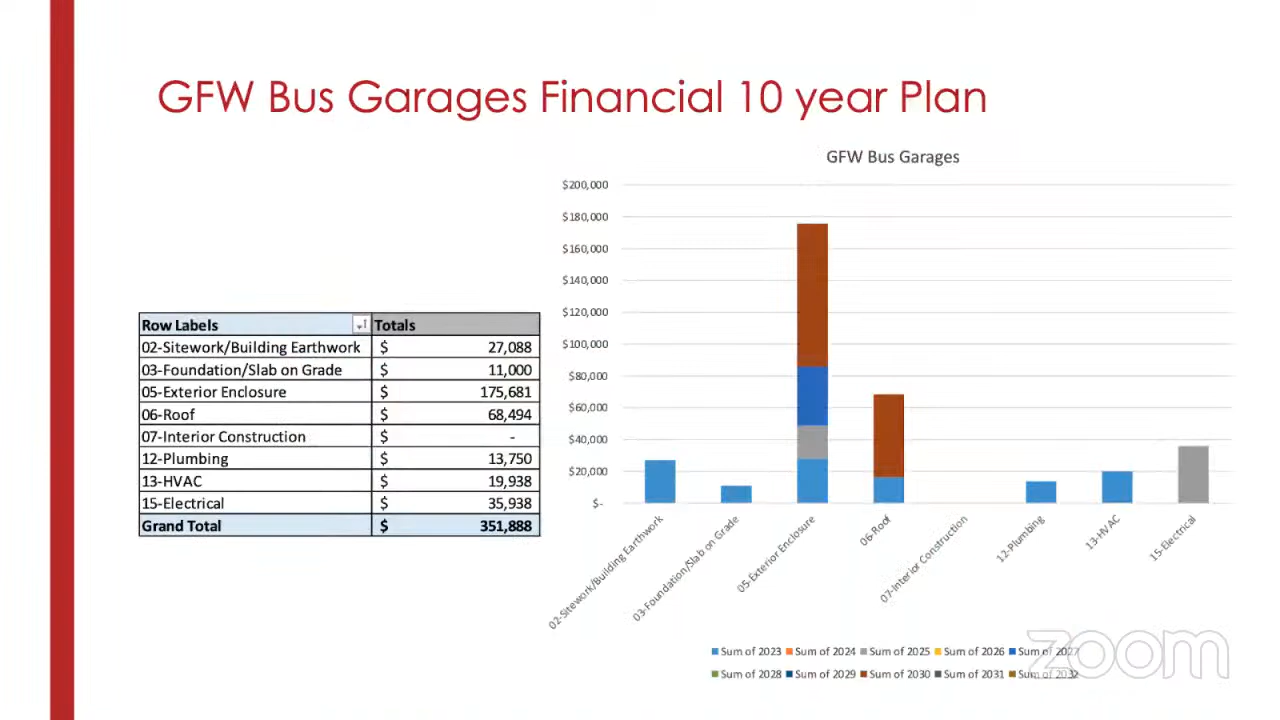 GFW Bus Garages Financial 10 year Plan
GFW Bus Garages
$200,000
$180,000
$160,000
$140,000
$120,000
$100,000
$80,000
$60,000
$40,000
$20,000
$-
Row Labels Totals
02-Sitework/Building Earthwork $ 27,088
03-Foundation/Slab on Grade $ 11,000
05-Exterior Enclosure $ 175,681
06-Roof $ 68,494
07-Interior Construction $ -
12-Plumbing $ 13,750
13-HVAC $ 19,938
15-Electrical $ 35,938
Grand Total $ 351,888
02-Sitework/Building Earthwork
03-Foundation/Slab on Grade
05-Exterior Enclosure
06-Roof
07-Interior Construction
12-Plumbing
13-HVAC
15-Electrical
Sum of 2023 Sum of 2024 Sum of 2025 Sum of 2026 Sum of 2027
Sum of 2028 Sum of 2029 Sum of 2030 Sum of 2031 Sum of 2032
zoom